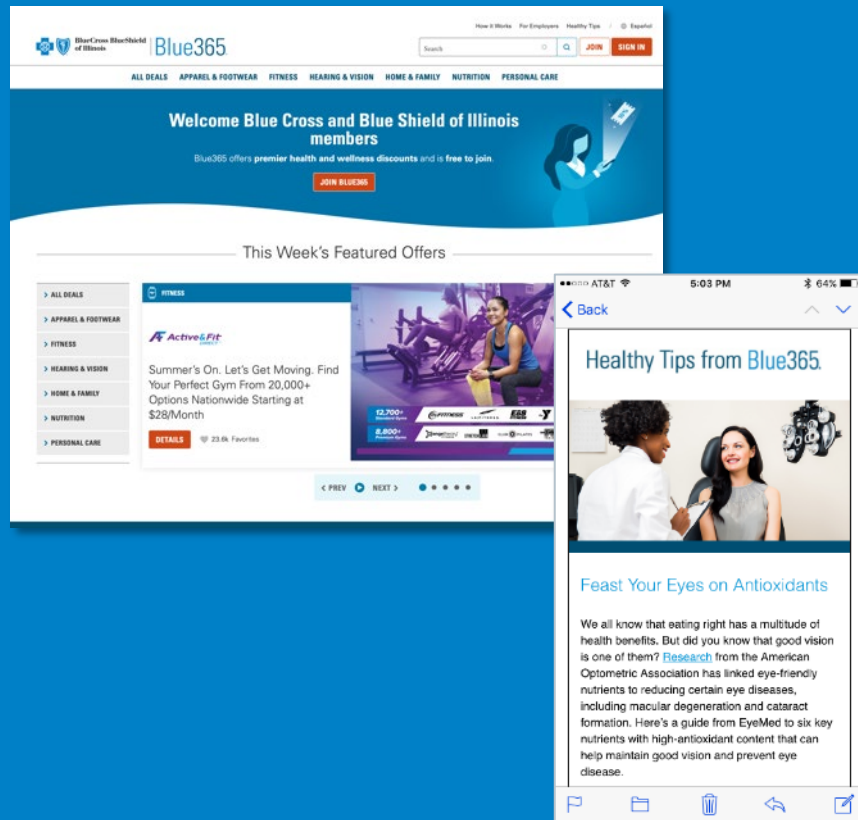 How it Works For Employers Healthy Tips / Español
BlueCross BlueShield
of Illinois
Blue365
Search
JOIN
SIGN IN
ALL DEALS APPAREL & FOOTWEAR FITNESS HEARING & VISION HOME & FAMILY NUTRITION PERSONAL CARE
Welcome Blue Cross and Blue Shield of Illinois
members
Blue365 offers premier health and wellness discounts and is free to join.
JOIN BLUE365
This Week's Featured Offers
> ALL DEALS
> APPAREL & FOOTWEAR
> FITNESS
> HEARING & VISION
> HOME & FAMILY
> NUTRITION
> PERSONAL CARE
FITNESS
Active&Fit
DIRECT
Summer's On. Let's Get Moving. Find
Your Perfect Gym From 20,000+
Options Nationwide Starting at
$28/Month
DETAILS 23.6k Favorites
12,700+
Standard Gyms
8,800+
Premium Gyms
< PREV NEXT >
AT&T 5:03 PM 64%
Back
Healthy Tips from Blue365.
Feast Your Eyes on Antioxidants
We all know that eating right has a multitude of
health benefits. But did you know that good vision
is one of them? Research from the American
Optometric Association has linked eye-friendly
nutrients to reducing certain eye diseases,
including macular degeneration and cataract
formation. Here's a guide from EyeMed to six key
nutrients with high-antioxidant content that can
help maintain good vision and prevent eye
disease.